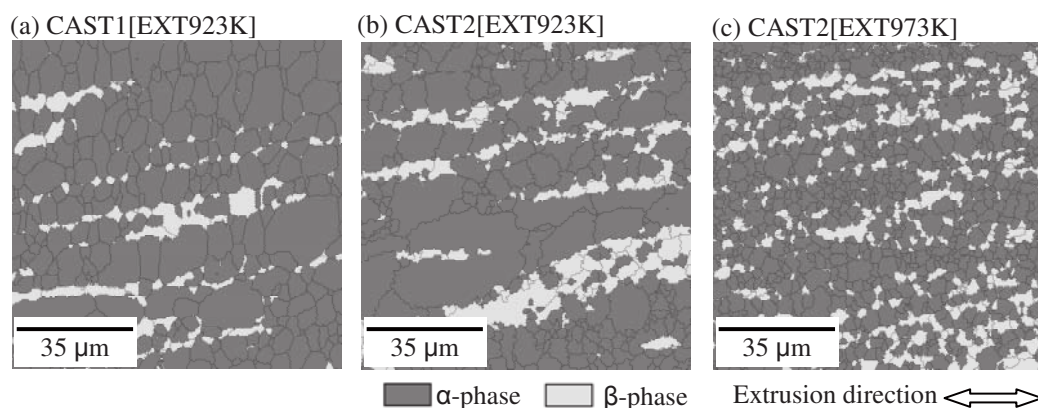 (a) CAST1[EXT923K] (b) CAST2[EXT923K] (c) CAST2[EXT973K]
35 μm 35 μm 35 μm
α-phase β-phase Extrusion direction